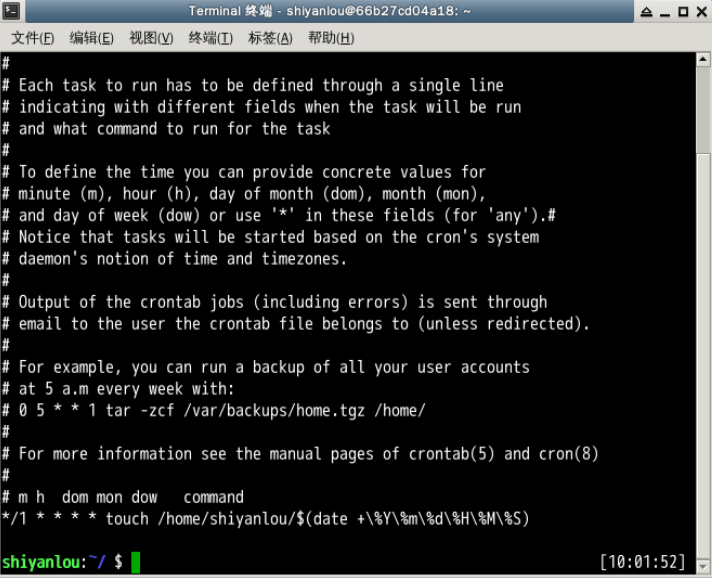 Terminal 终端 - shiyanlou@66b27cd04a18: ~
文件(F) 编辑(E) 视图(V) 终端(T) 标签(A) 帮助(H)
#
# Each task to run has to be defined through a single line
# indicating with different fields when the task will be run
# and what command to run for the task
#
# To define the time you can provide concrete values for
# minute (m), hour (h), day of month (dom), month (mon),
# and day of week (dow) or use '*' in these fields (for 'any').#
# Notice that tasks will be started based on the cron's system
# daemon's notion of time and timezones.
#
# Output of the crontab jobs (including errors) is sent through
# email to the user the crontab file belongs to (unless redirected).
#
# For example, you can run a backup of all your user accounts
# at 5 a.m every week with:
# 0 5 * * 1 tar -zcf /var/backups/home.tgz /home/
#
# For more information see the manual pages of crontab(5) and cron(8)
#
# m h  dom mon dow   command
*/1 * * * * touch /home/shiyanlou/$(date +\%Y\%m\%d\%H\%M\%S)
shiyanlou:~/ $ [10:01:52]